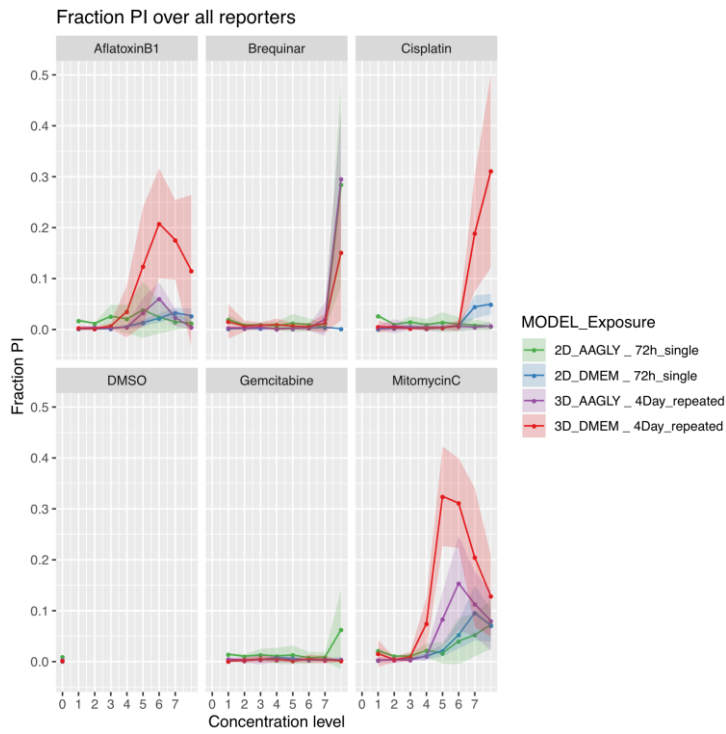 Fraction PI over all reporters
AflatoxinB1
Brequinar
Cisplatin
0.5
0.4
0.3
0.2
0.1
0.0
DMSO
Gemcitabine
MitomycinC
0.5
0.4
0.3
0.2
0.1
0.0
Fraction PI
0 1 2 3 4 5 6 7
0 1 2 3 4 5 6 7
0 1 2 3 4 5 6 7
Concentration level
MODEL_Exposure
2D_AAGLY _ 72h_single
2D_DMEM _ 72h_single
3D_AAGLY _ 4Day_repeated
3D_DMEM _ 4Day_repeated